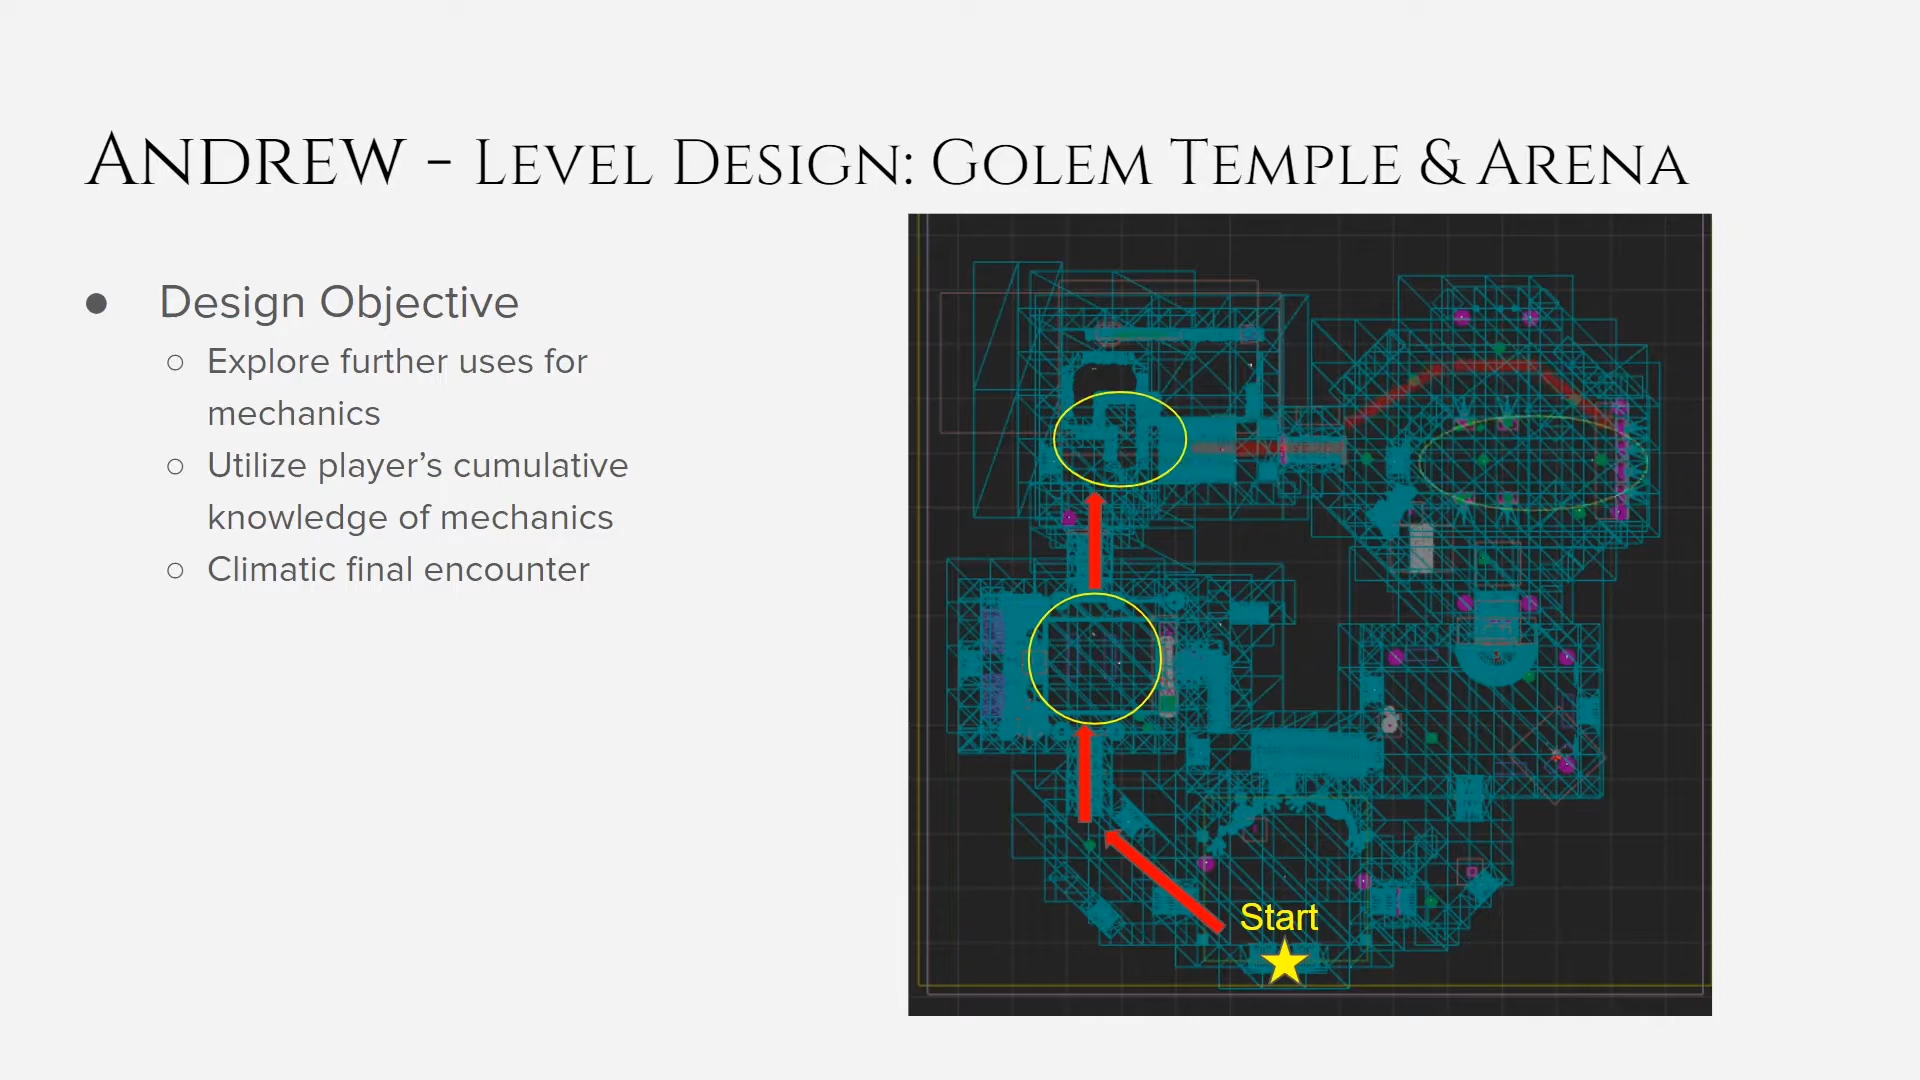 ANDREW - LEVEL DESIGN: GOLEM TEMPLE & ARENA
● Design Objective
○ Explore further uses for
mechanics
○ Utilize player’s cumulative
knowledge of mechanics
○ Climatic final encounter
Start